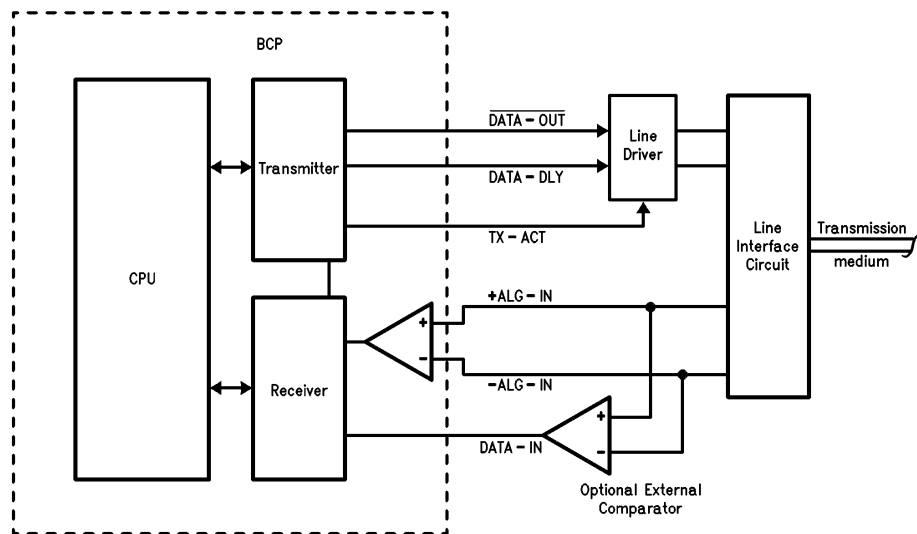 BCP
DATA-OUT
Line
Driver
Transmitter
DATA-DLY
TX-ACT
Transmission
Line
Interface
Circuit
medium
CPU
+ALG-IN
+
-
-ALG-IN
Receiver
+
-
DATA-IN
Optional External
Comparator